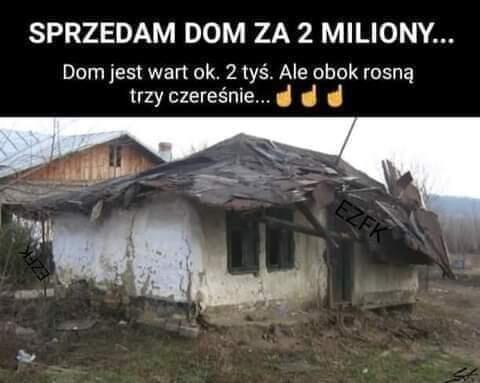 SPRZEDAM DOM ZA 2 MILIONY...
Dom jest wart ok. 2 tyś. Ale obok rosną
trzy czereśnie...☝☝☝
EZFK
EZFK